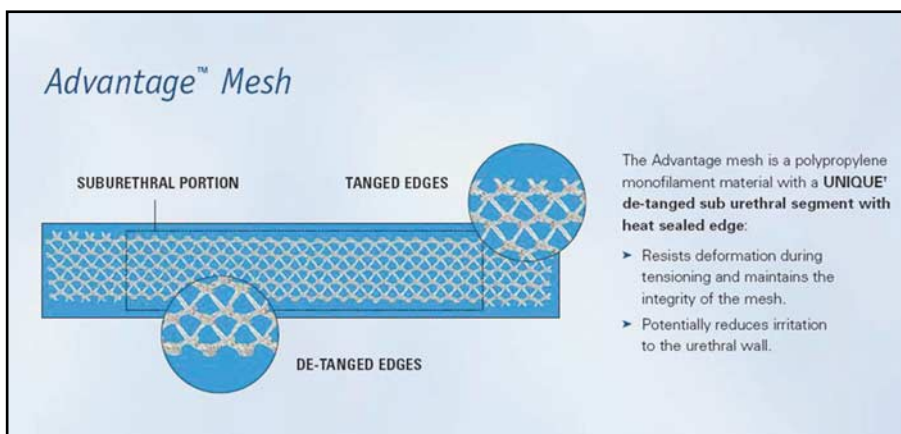 Advantage™ Mesh
SUBURETHRAL PORTION
TANGED EDGES
DE-TANGED EDGES
The Advantage mesh is a polypropylene
monofilament material with a UNIQUE†
de-tanged sub urethral segment with
heat sealed edge:
➤ Resists deformation during
tensioning and maintains the
integrity of the mesh.
➤ Potentially reduces irritation
to the urethral wall.